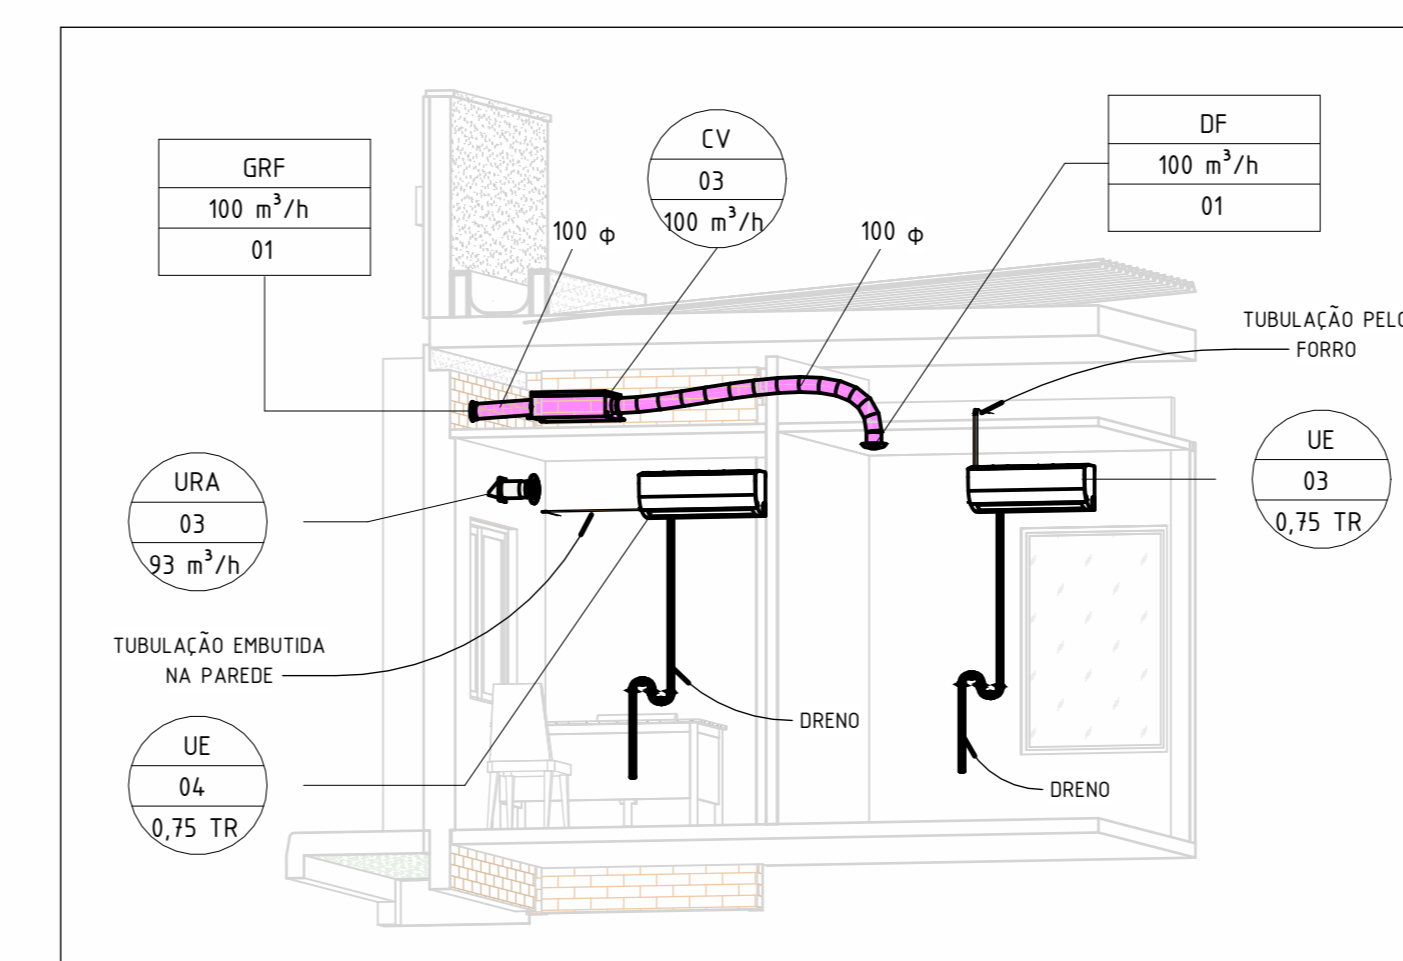 GRF
100 m³/h
01
CV
03
100 m³/h
DF
100 m³/h
01
100 Φ
100 Φ
TUBULAÇÃO PELO
FORRO
URA
03
93 m³/h
UE
03
0,75 TR
TUBULAÇÃO EMBUTIDA
NA PAREDE
UE
04
0,75 TR
DRENO
DRENO